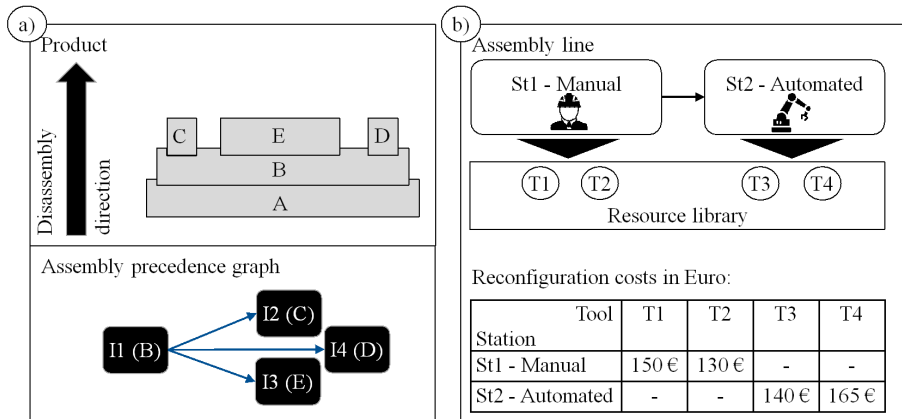 a)
Product
Disassembly
direction
C
E
D
B
A
Assembly precedence graph
I1 (B)
I2 (C)
I4 (D)
I3 (E)
b)
Assembly line
St1 - Manual
St2 - Automated
T1 T2 T3 T4
Resource library
Reconfiguration costs in Euro:
Tool T1 T2 T3 T4
Station
St1 - Manual 150 € 130 € - -
St2 - Automated - - 140 € 165 €